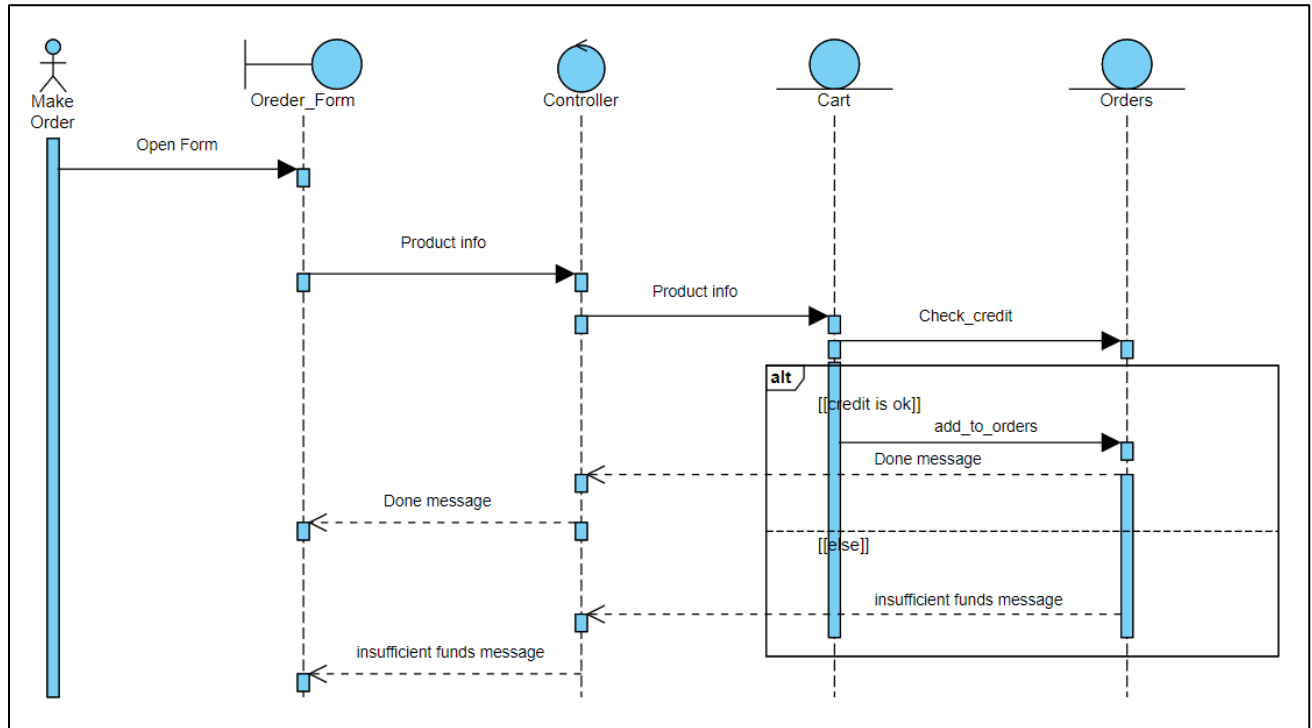 Make
Order
Oreder_Form
Controller
Cart
Orders
Open Form
Product info
Product info
Check_credit
alt
[[credit is ok]]
add_to_orders
Done message
Done message
[[else]]
insufficient funds message
insufficient funds message